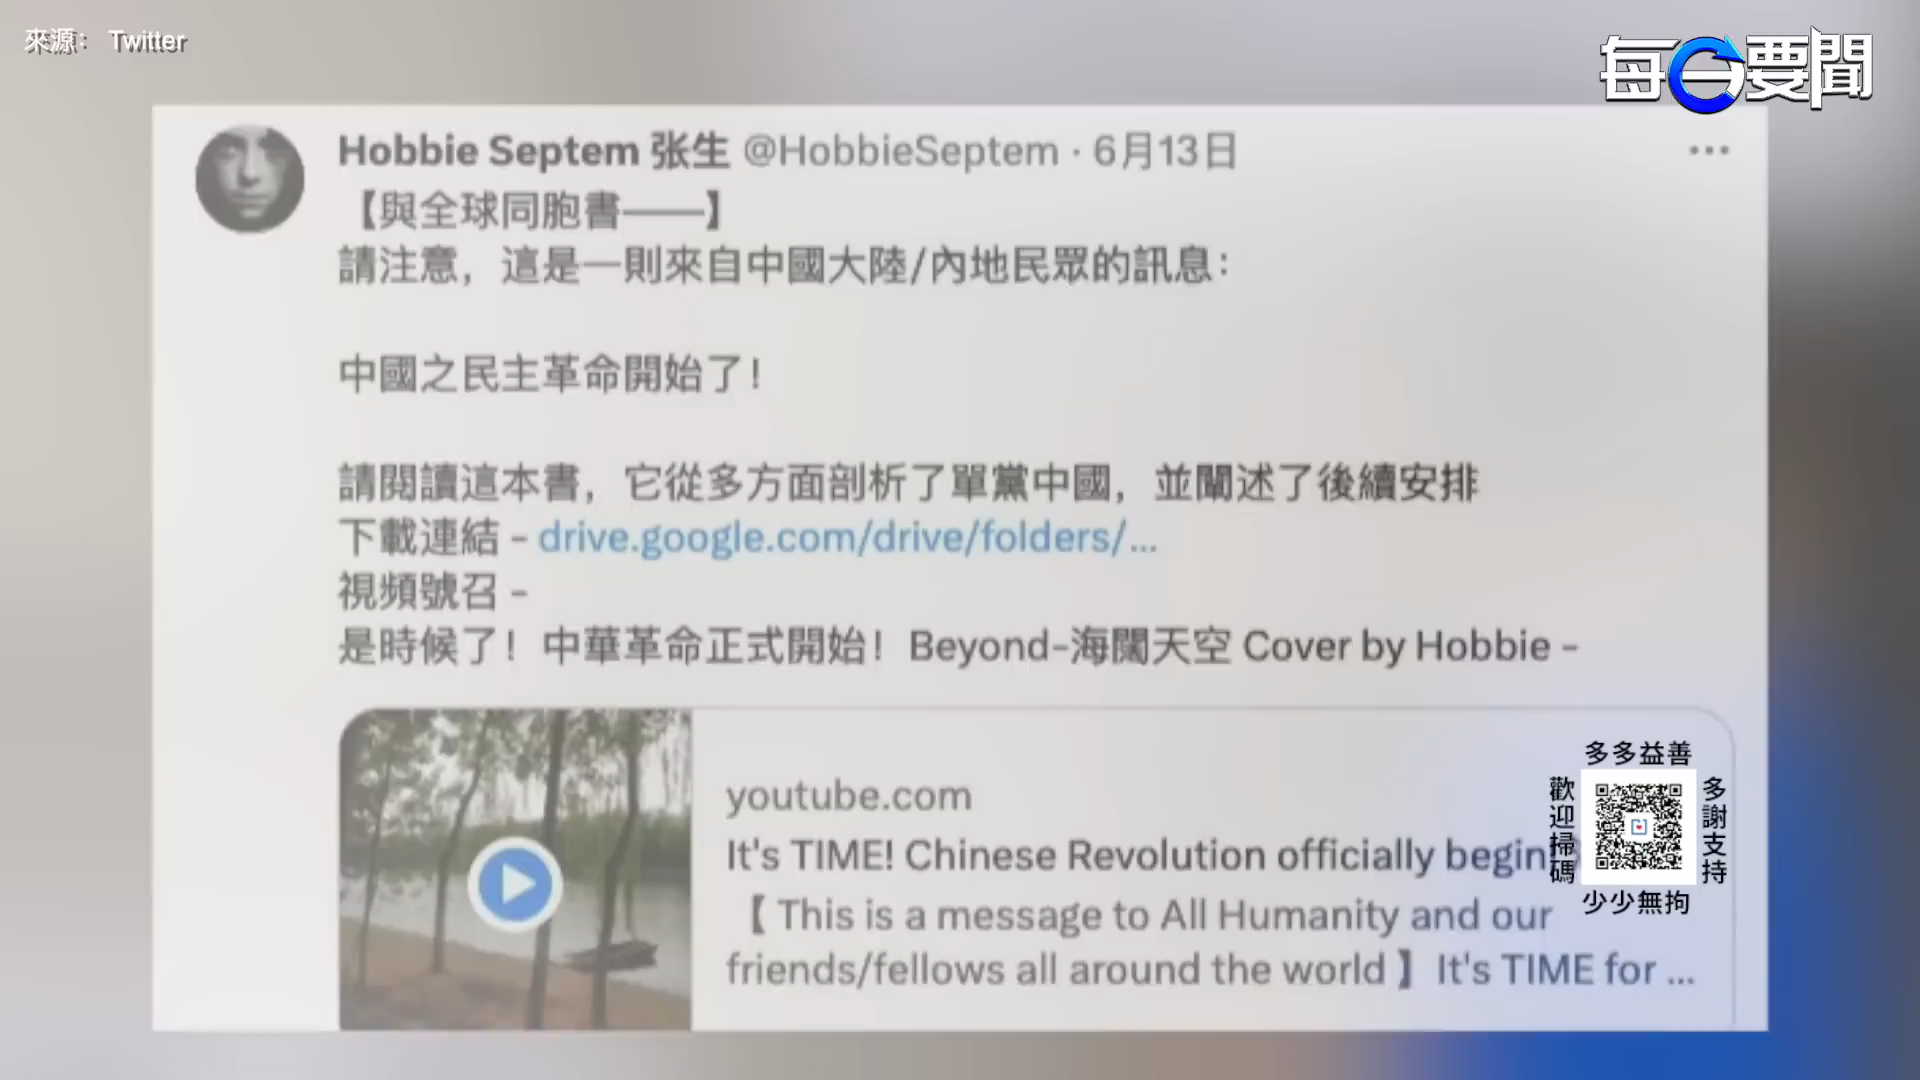 來源： Twitter
每日要聞
Hobbie Septem 张生 @HobbieSeptem · 6月13日
【與全球同胞書——】
請注意，這是一則來自中國大陸/內地民眾的訊息：
中國之民主革命開始了！
請閱讀這本書，它從多方面剖析了單黨中國，並闡述了後續安排
下載連結 – drive.google.com/drive/folders/...
視頻號召 –
是時候了！中華革命正式開始！Beyond-海闊天空 Cover by Hobbie –
youtube.com
It's TIME! Chinese Revolution officially begin
【 This is a message to All Humanity and our
friends/fellows all around the world 】 It's TIME for ...
多多益善
歡迎掃碼
多謝支持
少少無拘